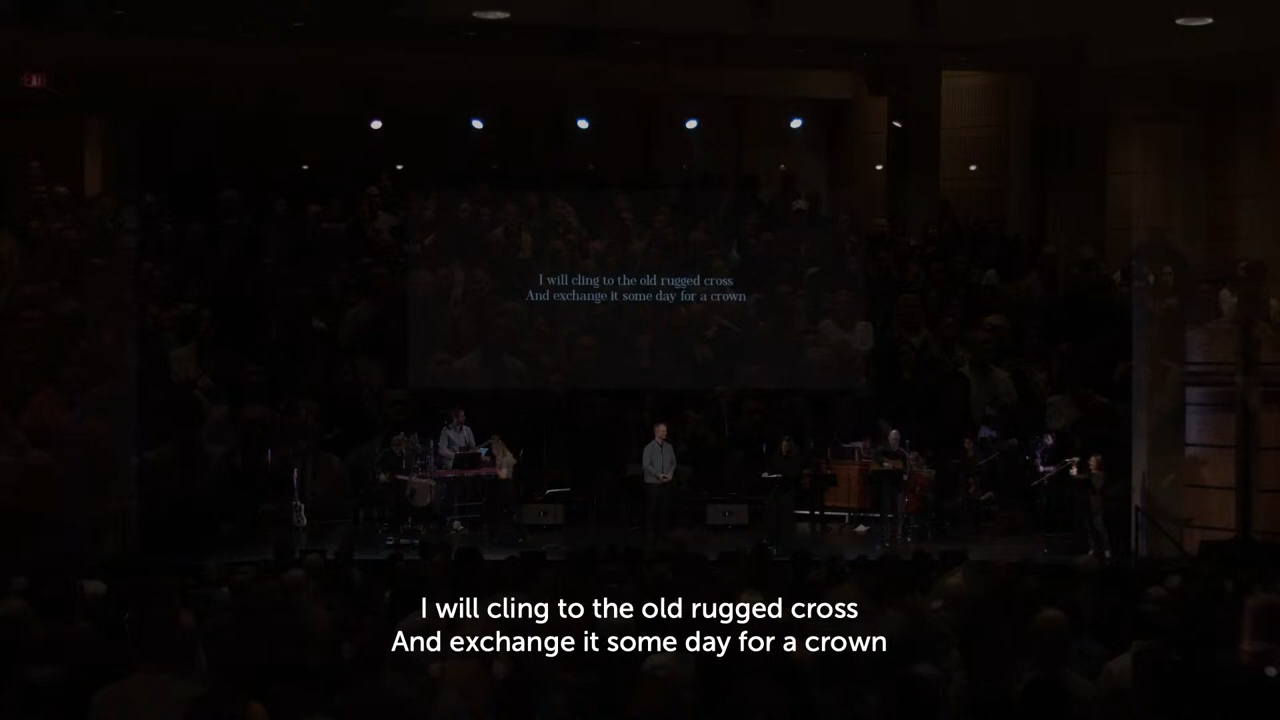 EXIT
I will cling to the old rugged cross
And exchange it some day for a crown
I will cling to the old rugged cross
And exchange it some day for a crown